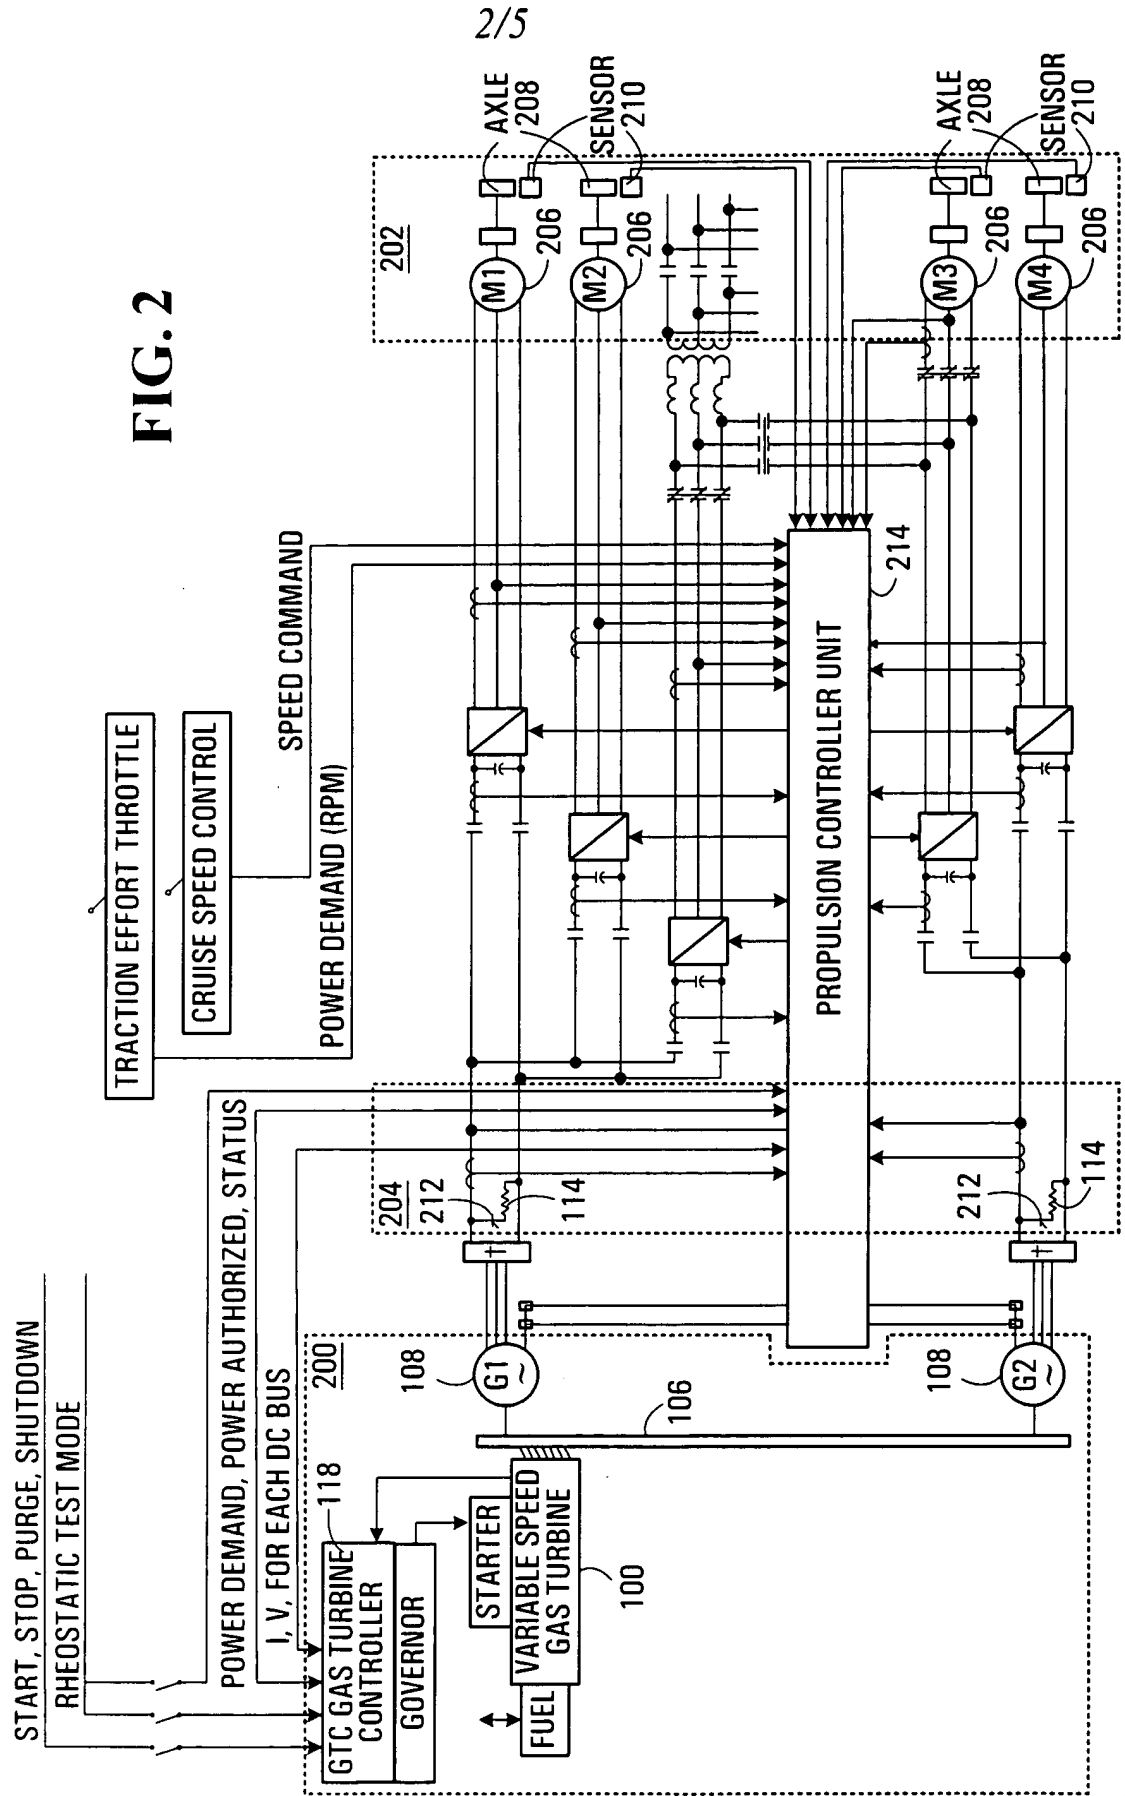 2/5
FIG. 2
START, STOP, PURGE, SHUTDOWN
RHEOSTATIC TEST MODE
TRACTION EFFORT THROTTLE
CRUISE SPEED CONTROL
SPEED COMMAND
POWER DEMAND (RPM)
POWER DEMAND, POWER AUTHORIZED, STATUS
I, V, FOR EACH DC BUS
118
GTC GAS TURBINE
CONTROLLER
GOVERNOR
STARTER
VARIABLE SPEED
GAS TURBINE
FUEL
100
106
200
108
G1
~
108
G2
~
204
212
114
212
114
PROPULSION CONTROLLER UNIT
214
202
M1
206
M2
206
M3
206
M4
206
AXLE
208
SENSOR
210
AXLE
208
SENSOR
210